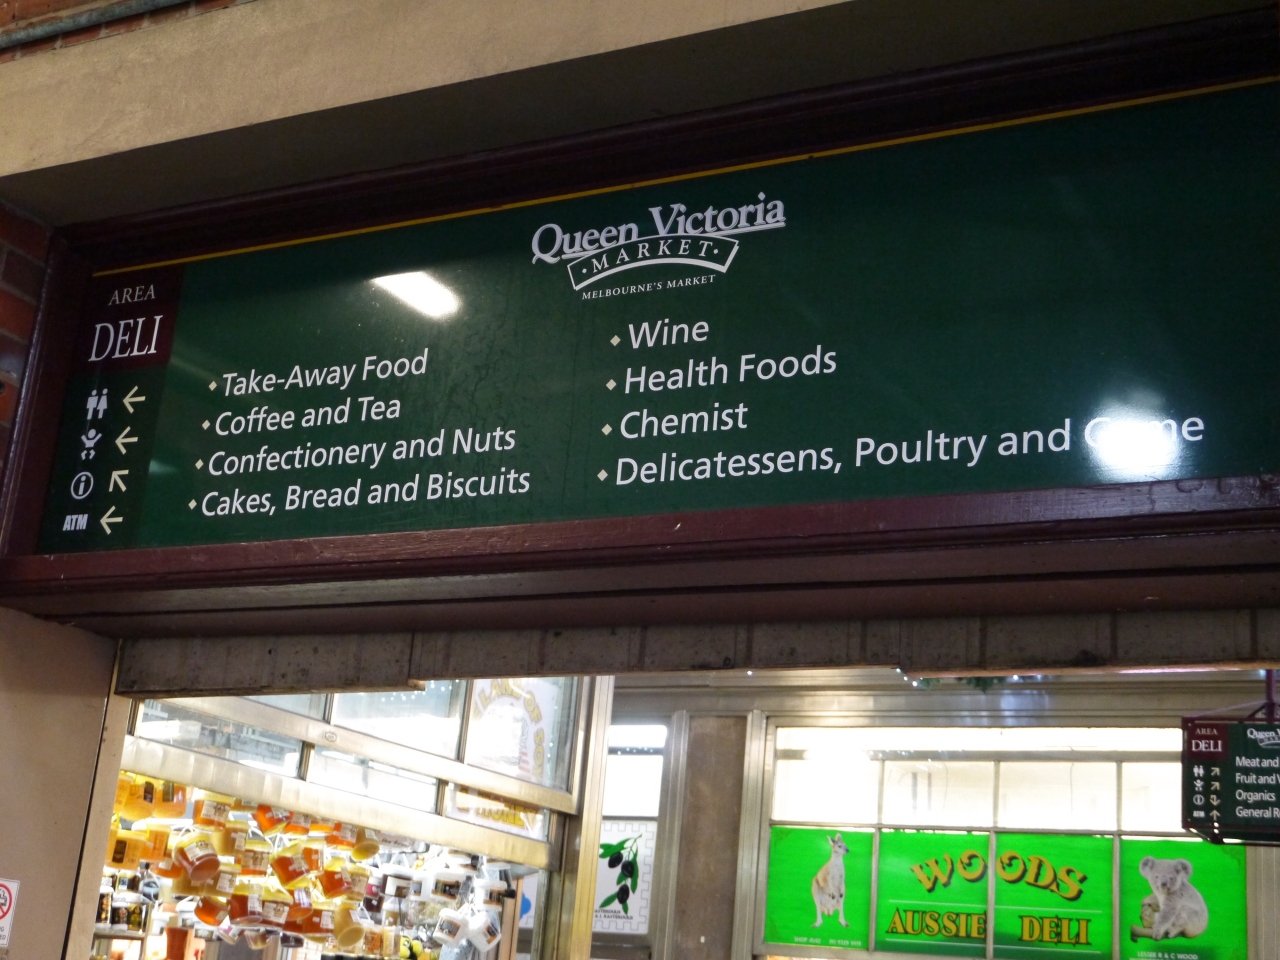 Queen Victoria
·MARKET·
MELBOURNE'S MARKET
AREA
DELI
ATM
• Take-Away Food
• Coffee and Tea
• Confectionery and Nuts
• Cakes, Bread and Biscuits
• Wine
• Health Foods
• Chemist
• Delicatessens, Poultry and Game
WOODS
AUSSIE DELI
AREA
DELI
Queen
Meat and
Fruit and
Organics
General